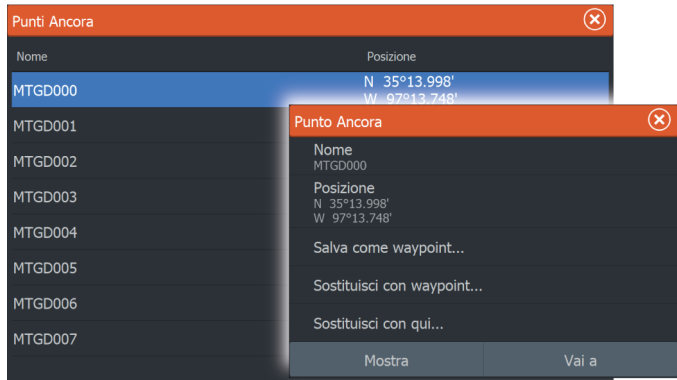 Punti Ancora
Nome Posizione
MTGD000 N 35°13.998'
W 97°13.748'
MTGD001
MTGD002
MTGD003
MTGD004
MTGD005
MTGD006
MTGD007
Punto Ancora
Nome
MTGD000
Posizione
N 35°13.998'
W 97°13.748'
Salva come waypoint...
Sostituisci con waypoint...
Sostituisci con qui...
Mostra Vai a